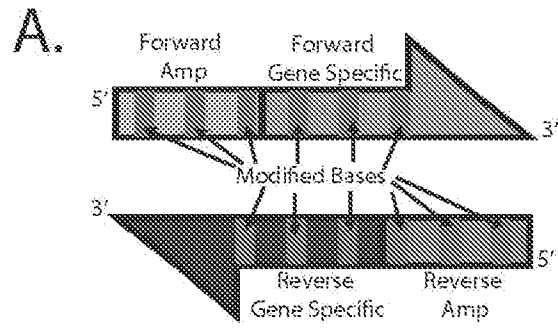 A.
Forward Amp
Forward Gene Specific
5'
3'
Modified Bases
3'
5'
Reverse Gene Specific
Reverse Amp